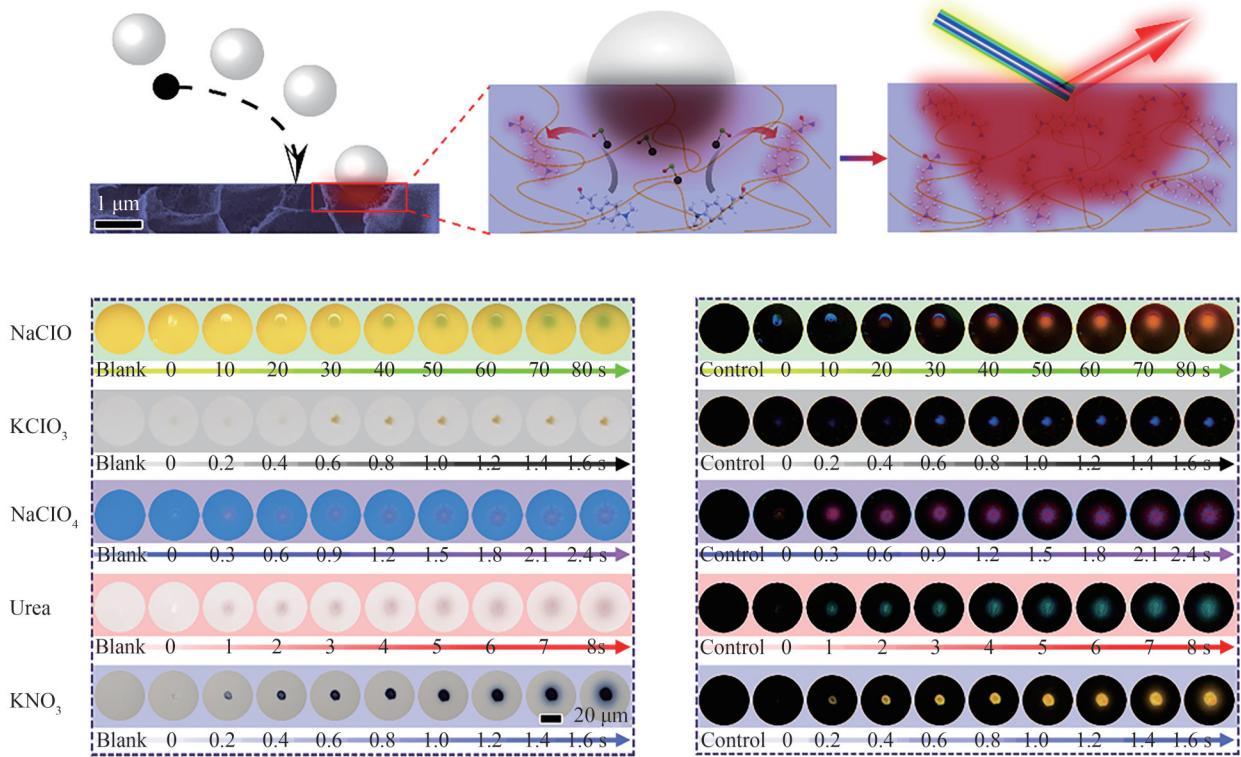 1 μm
NaClO
Blank 0 10 20 30 40 50 60 70 80 s
Control 0 10 20 30 40 50 60 70 80 s
KClO₃
Blank 0 0.2 0.4 0.6 0.8 1.0 1.2 1.4 1.6 s
Control 0 0.2 0.4 0.6 0.8 1.0 1.2 1.4 1.6 s
NaClO₄
Blank 0 0.3 0.6 0.9 1.2 1.5 1.8 2.1 2.4 s
Control 0 0.3 0.6 0.9 1.2 1.5 1.8 2.1 2.4 s
Urea
Blank 0 1 2 3 4 5 6 7 8s
Control 0 1 2 3 4 5 6 7 8 s
KNO₃
20 μm
Blank 0 0.2 0.4 0.6 0.8 1.0 1.2 1.4 1.6 s
Control 0 0.2 0.4 0.6 0.8 1.0 1.2 1.4 1.6 s